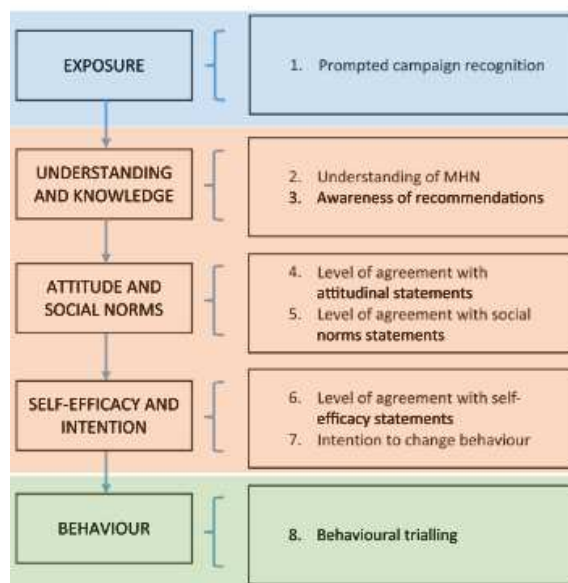 EXPOSURE
1. Prompted campaign recognition
UNDERSTANDING
AND KNOWLEDGE
2. Understanding of MHN
3. Awareness of recommendations
ATTITUDE AND
SOCIAL NORMS
4. Level of agreement with
attitudinal statements
5. Level of agreement with social
norms statements
SELF-EFFICACY AND
INTENTION
6. Level of agreement with self-
efficacy statements
7. Intention to change behaviour
BEHAVIOUR
8. Behavioural trialling